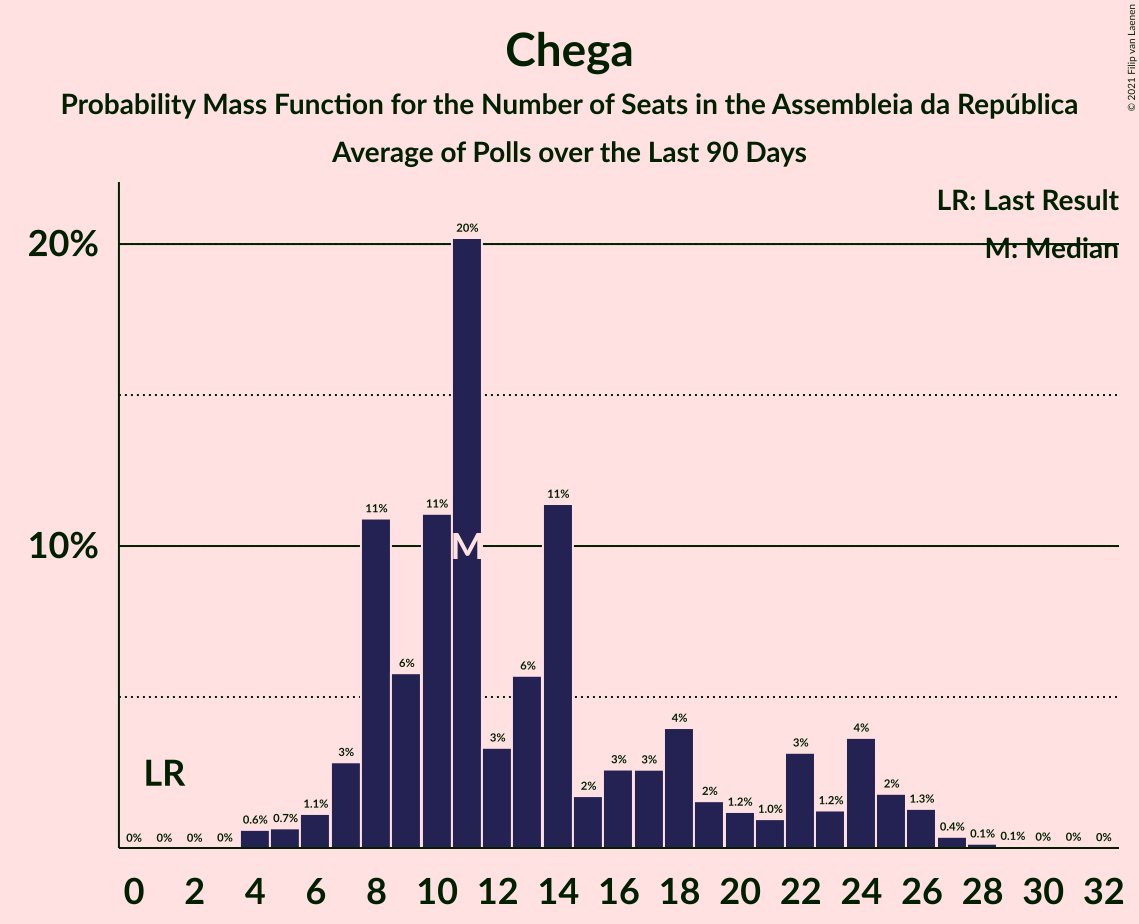 Chega
Probability Mass Function for the Number of Seats in the Assembleia da República
Average of Polls over the Last 90 Days
© 2021 Filip van Laenen
LR: Last Result
M: Median
20%
10%
0% 0% 0% 0% 0.6% 0.7% 1.1% 3% 11% 6% 11% 20% 3% 6% 11% 2% 3% 3% 4% 2% 1.2% 1.0% 3% 1.2% 4% 2% 1.3% 0.4% 0.1% 0.1% 0% 0% 0%
M
LR
0 2 4 6 8 10 12 14 16 18 20 22 24 26 28 30 32